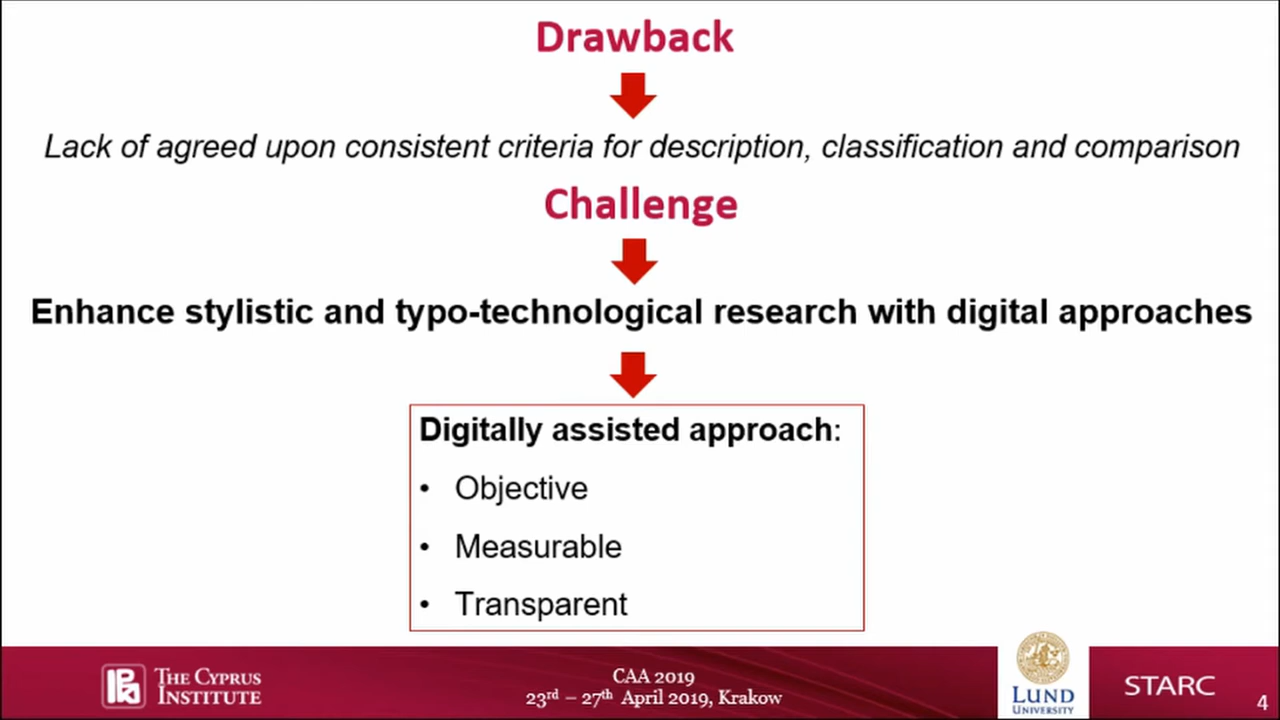 Drawback
Lack of agreed upon consistent criteria for description, classification and comparison
Challenge
Enhance stylistic and typo-technological research with digital approaches
Digitally assisted approach:
• Objective
• Measurable
• Transparent
THE CYPRUS
INSTITUTE
CAA 2019
23rd – 27th April 2019, Krakow
LUND
UNIVERSITY
STARC
4